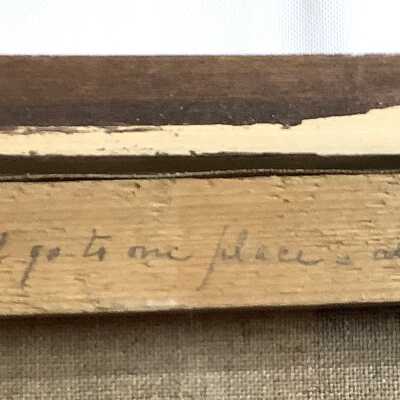 go to one place -